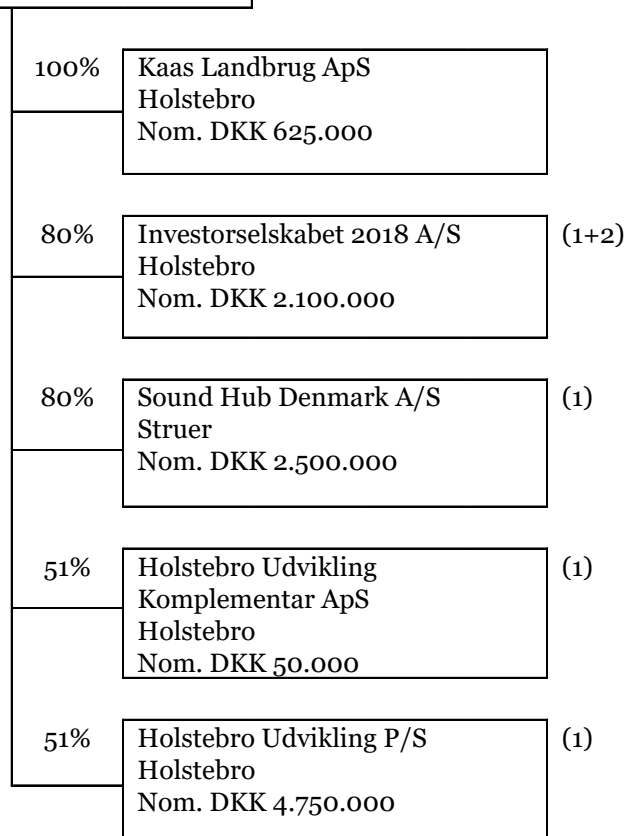 100%
Kaas Landbrug ApS
Holstebro
Nom. DKK 625.000
80%
Investorselskabet 2018 A/S
(1+2)
Holstebro
Nom. DKK 2.100.000
80%
Sound Hub Denmark A/S
(1)
Struer
Nom. DKK 2.500.000
51%
Holstebro Udvikling
(1)
Komplementar ApS
Holstebro
Nom. DKK 50.000
51%
Holstebro Udvikling P/S
(1)
Holstebro
Nom. DKK 4.750.000